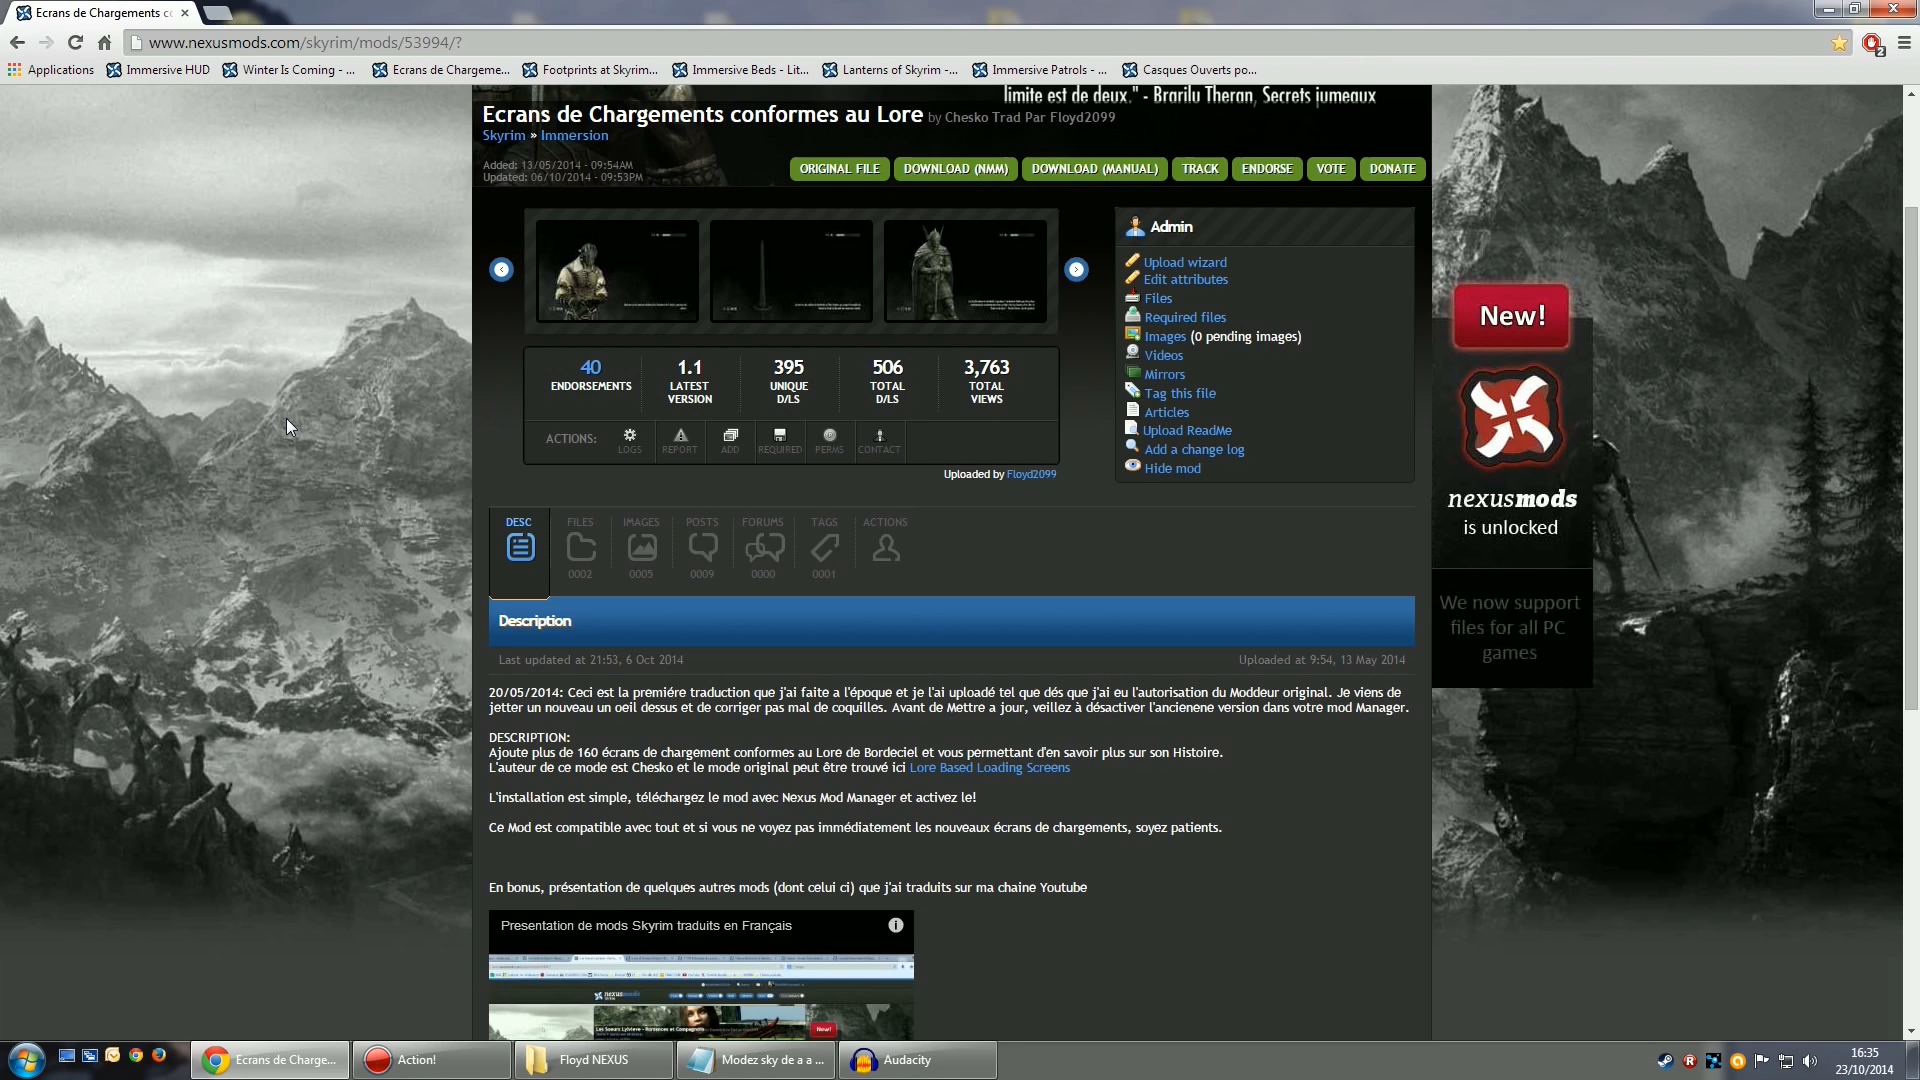 Ecrans de Chargements co
www.nexusmods.com/skyrim/mods/53994/?
2
Applications
Immersive HUD
Winter Is Coming - ...
Ecrans de Chargeme...
Footprints at Skyrim...
Immersive Beds - Lit...
Lanterns of Skyrim -...
Immersive Patrols - ...
Casques Ouverts po...
limite est de deux." - Brarilu Theran, Secrets jumeaux
Ecrans de Chargements conformes au Lore by Chesko Trad Par Floyd2099
Skyrim » Immersion
Added: 13/05/2014 - 09:54AM
Updated: 06/10/2014 - 09:53PM
ORIGINAL FILE
DOWNLOAD (NMM)
DOWNLOAD (MANUAL)
TRACK
ENDORSE
VOTE
DONATE
40
ENDORSEMENTS
1.1
LATEST
VERSION
395
UNIQUE
D/LS
506
TOTAL
D/LS
3,763
TOTAL
VIEWS
ACTIONS:
LOGS
REPORT
ADD
REQUIRED
PERMS
CONTACT
Uploaded by Floyd2099
Admin
Upload wizard
Edit attributes
Files
Required files
Images (0 pending images)
Videos
Mirrors
Tag this file
Articles
Upload ReadMe
Add a change log
Hide mod
New!
nexusmods
is unlocked
We now support
files for all PC
games
DESC
FILES
0002
IMAGES
0005
POSTS
0009
FORUMS
0000
TAGS
0001
ACTIONS
Description
Last updated at 21:53, 6 Oct 2014
Uploaded at 9:54, 13 May 2014
20/05/2014: Ceci est la premiére traduction que j'ai faite a l'époque et je l'ai uploadé tel que dés que j'ai eu l'autorisation du Moddeur original. Je viens de
jetter un nouveau un oeil dessus et de corriger pas mal de coquilles. Avant de Mettre a jour, veillez à désactiver l'ancienene version dans votre mod Manager.
DESCRIPTION:
Ajoute plus de 160 écrans de chargement conformes au Lore de Bordeciel et vous permettant d'en savoir plus sur son Histoire.
L'auteur de ce mode est Chesko et le mode original peut être trouvé ici Lore Based Loading Screens
L'installation est simple, téléchargez le mod avec Nexus Mod Manager et activez le!
Ce Mod est compatible avec tout et si vous ne voyez pas immédiatement les nouveaux écrans de chargements, soyez patients.
En bonus, présentation de quelques autres mods (dont celui ci) que j'ai traduits sur ma chaine Youtube
Presentation de mods Skyrim traduits en Français
nexusmods
New!
Ecrans de Charge...
Action!
Floyd NEXUS
Modez sky de a a ...
Audacity
16:35
23/10/2014